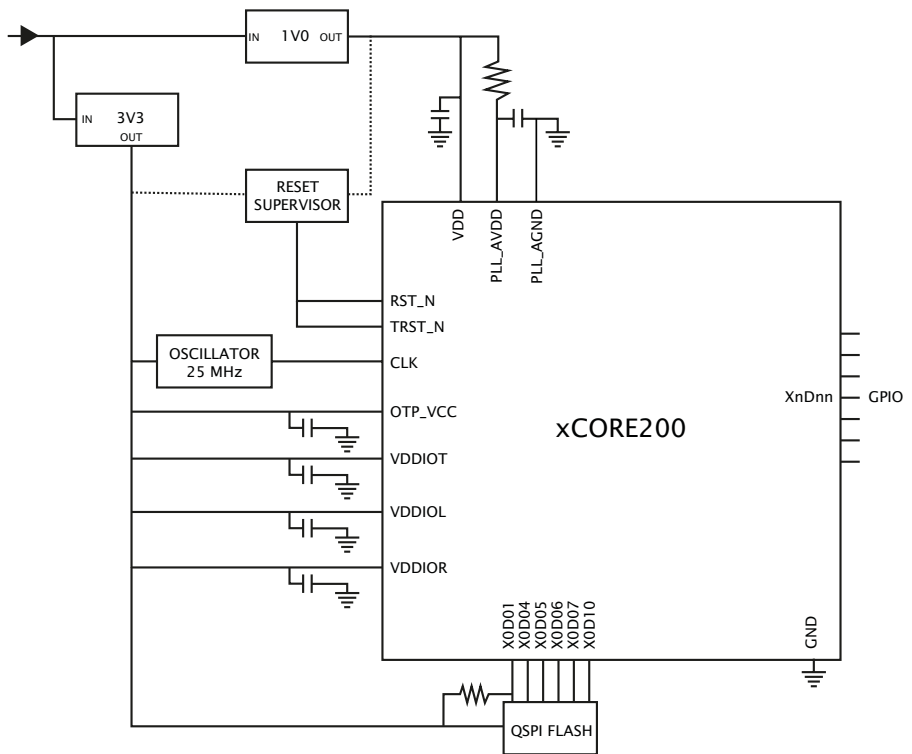 IN 1V0 OUT
IN 3V3
OUT
RESET
SUPERVISOR
VDD
PLL_AVDD
PLL_AGND
RST_N
TRST_N
OSCILLATOR
25 MHz
CLK
OTP_VCC
VDDIOT
VDDIOL
VDDIOR
xCORE200
XnDnn
GPIO
X0D01
X0D04
X0D05
X0D06
X0D07
X0D10
GND
QSPI FLASH